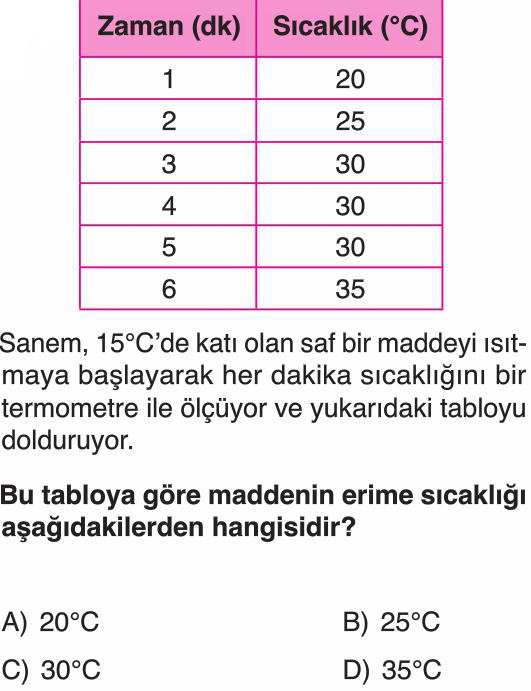 Zaman (dk) Sıcaklık (°C)
1 20
2 25
3 30
4 30
5 30
6 35
Sanem, 15°C’de katı olan saf bir maddeyi ısıt-
maya başlayarak her dakika sıcaklığını bir
termometre ile ölçüyor ve yukarıdaki tabloyu
dolduruyor.
Bu tabloya göre maddenin erime sıcaklığı
aşağıdakilerden hangisidir?
A) 20°C B) 25°C
C) 30°C D) 35°C